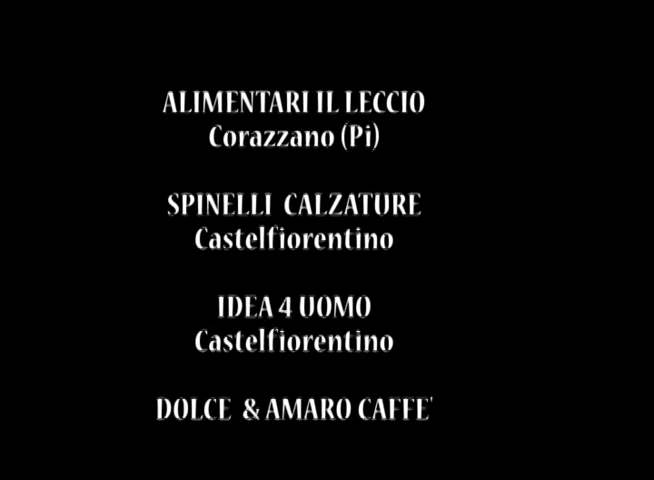 ALIMENTARI IL LECCIO
Corazzano (Pi)
SPINELLI CALZATURE
Castelfiorentino
IDEA 4 UOMO
Castelfiorentino
DOLCE & AMARO CAFFE'